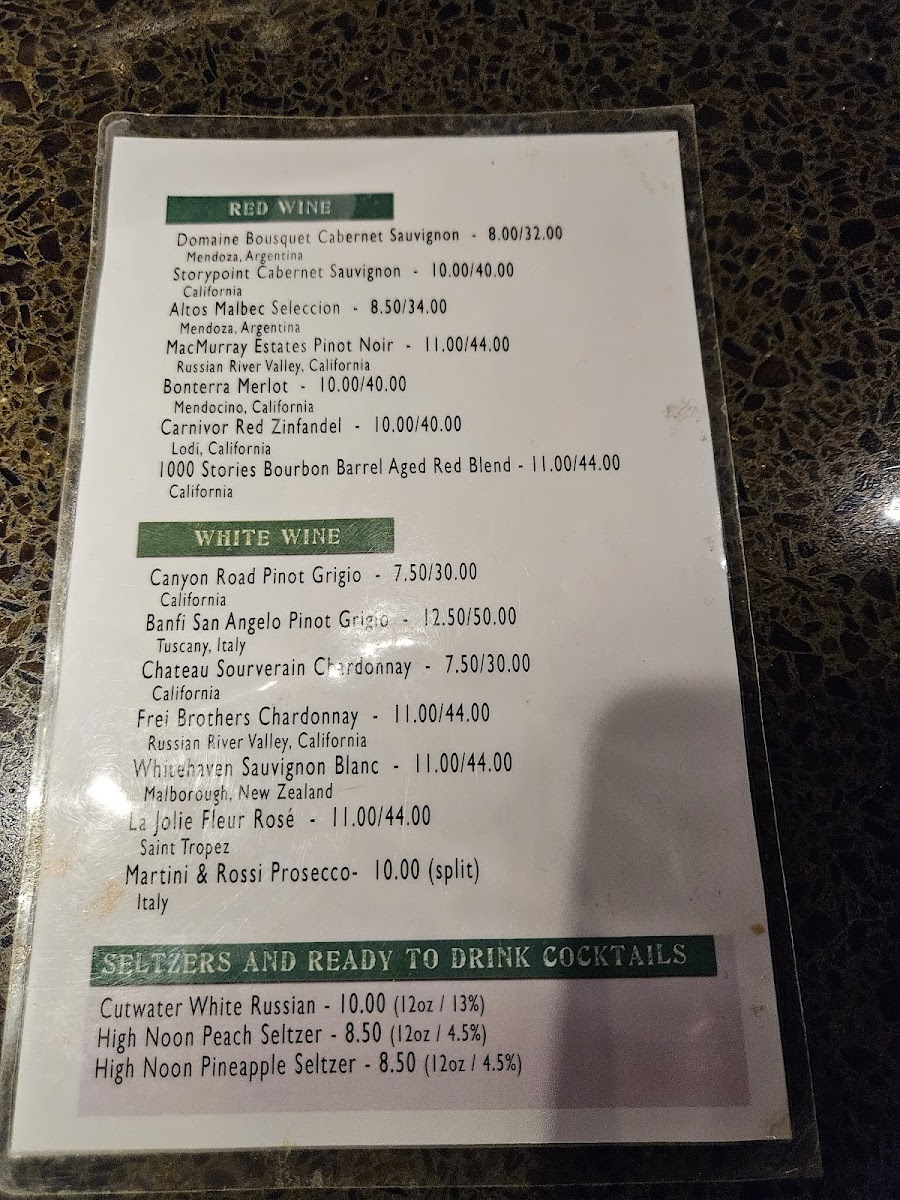 RED WINE
Domaine Bousquet Cabernet Sauvignon - 8.00/32.00
Mendoza, Argentina
Storypoint Cabernet Sauvignon - 10.00/40.00
California
Altos Malbec Seleccion - 8.50/34.00
Mendoza, Argentina
MacMurray Estates Pinot Noir - 11.00/44.00
Russian River Valley, California
Bonterra Merlot - 10.00/40.00
Mendocino, California
Carnivor Red Zinfandel - 10.00/40.00
Lodi, California
1000 Stories Bourbon Barrel Aged Red Blend - 11.00/44.00
California
WHITE WINE
Canyon Road Pinot Grigio - 7.50/30.00
California
Banfi San Angelo Pinot Grigio - 12.50/50.00
Tuscany, Italy
Chateau Sourverain Chardonnay - 7.50/30.00
California
Frei Brothers Chardonnay - 11.00/44.00
Russian River Valley, California
Whitehaven Sauvignon Blanc - 11.00/44.00
Malborough, New Zealand
La Jolie Fleur Rosé - 11.00/44.00
Saint Tropez
Martini & Rossi Prosecco- 10.00 (split)
Italy
SELTZERS AND READY TO DRINK COCKTAILS
Cutwater White Russian - 10.00 (12oz / 13%)
High Noon Peach Seltzer - 8.50 (12oz / 4.5%)
High Noon Pineapple Seltzer - 8.50 (12oz / 4.5%)